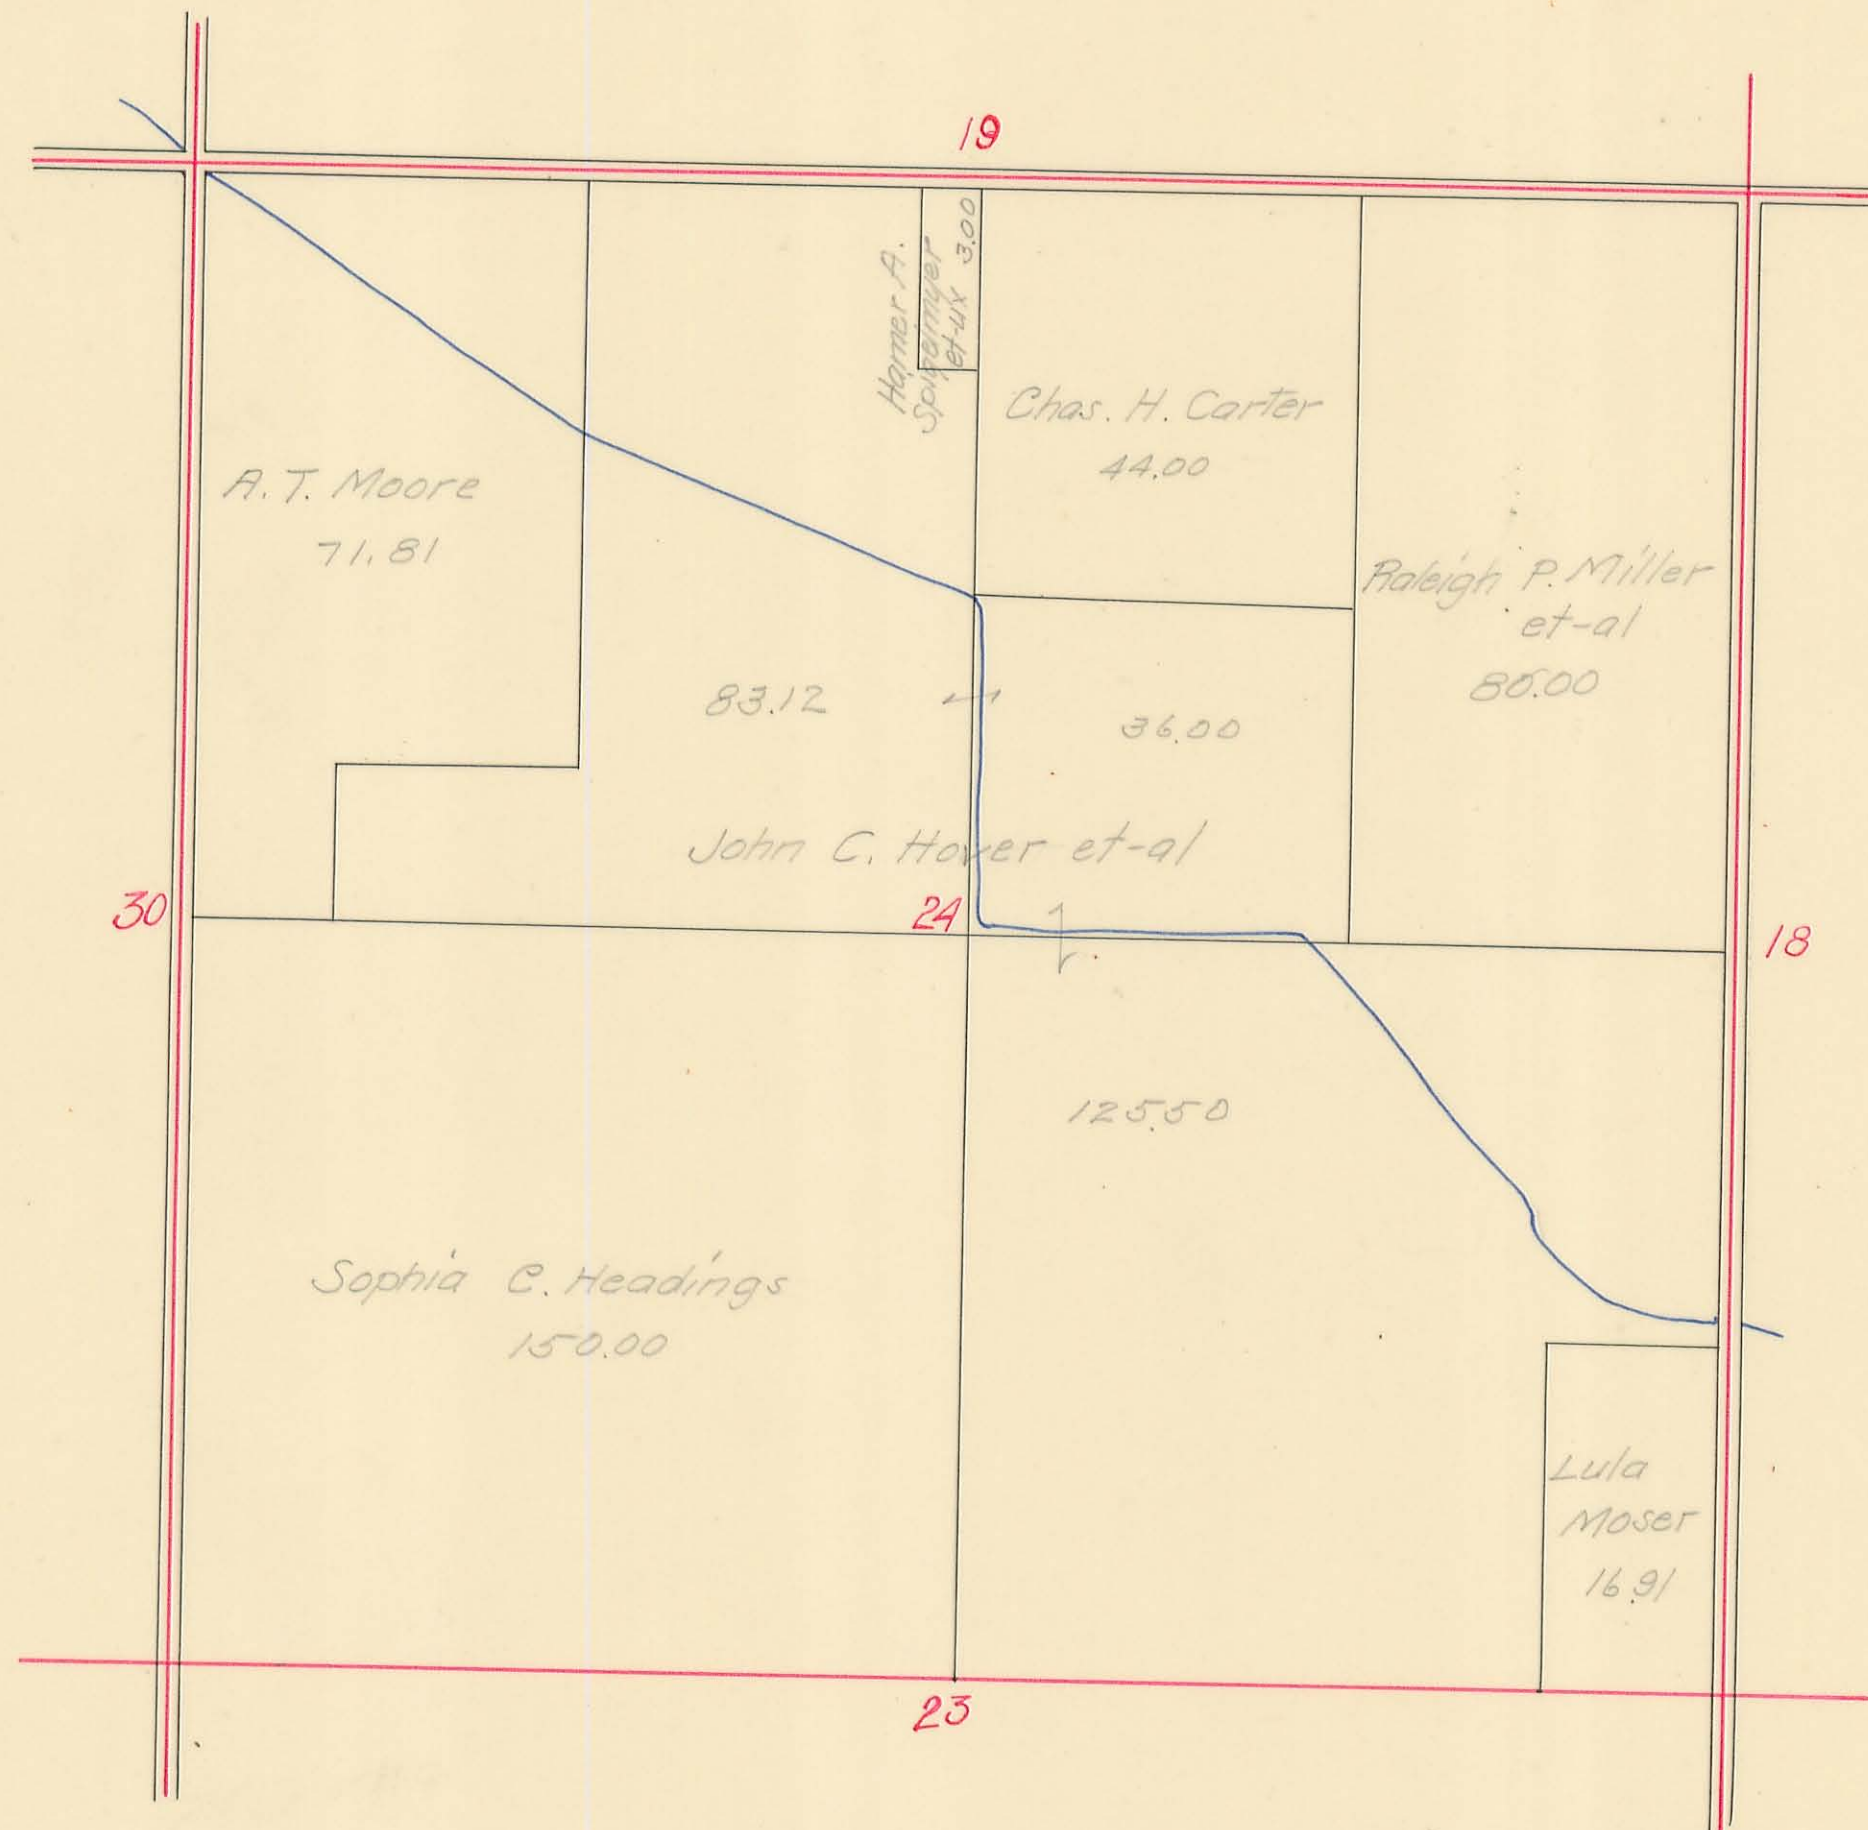 19
Harner A.
et-ux 3.00
Chas. H. Carter
44.00
A. T. Moore
71.81
Raleigh P. Miller
et-al
80.00
83.12
36.00
John C. Hover et-al
30
24
18
125.50
Sophia C. Headings
150.00
Lula
Moser
16.91
23